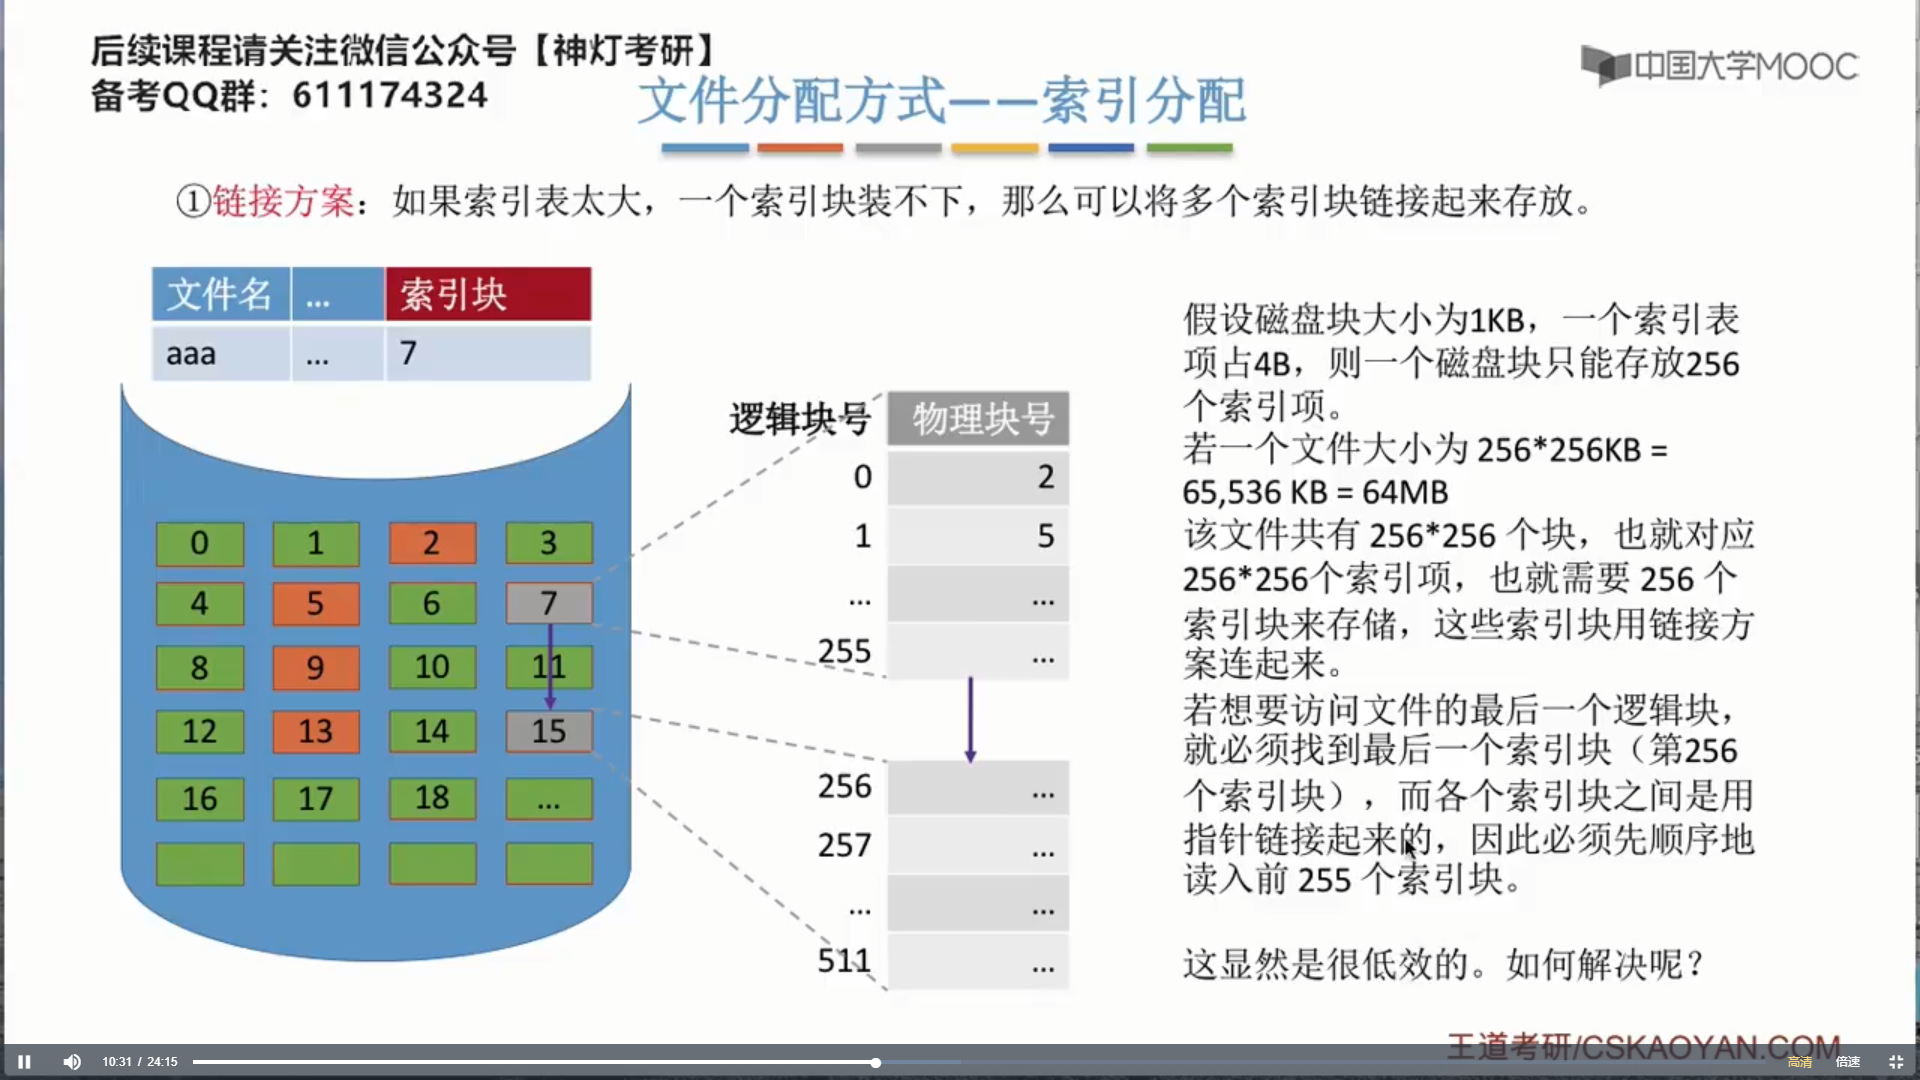 后续课程请关注微信公众号【神灯考研】
备考QQ群：611174324
中国大学MOOC
文件分配方式——索引分配
①链接方案：如果索引表太大，一个索引块装不下，那么可以将多个索引块链接起来存放。
文件名 ... 索引块
aaa ... 7
0 1 2 3
4 5 6 7
8 9 10 11
12 13 14 15
16 17 18 ...
逻辑块号 物理块号
0 2
1 5
... ...
255 ...
256 ...
257 ...
... ...
511 ...
假设磁盘块大小为1KB，一个索引表
项占4B，则一个磁盘块只能存放256
个索引项。
若一个文件大小为 256*256KB =
65,536 KB = 64MB
该文件共有 256*256 个块，也就对应
256*256个索引项，也就需要 256 个
索引块来存储，这些索引块用链接方
案连起来。
若想要访问文件的最后一个逻辑块，
就必须找到最后一个索引块（第256
个索引块），而各个索引块之间是用
指针链接起来的，因此必须先顺序地
读入前 255 个索引块。
这显然是很低效的。如何解决呢？
王道考研/CSKAOYAN.COM
10:31 / 24:15
高清 倍速